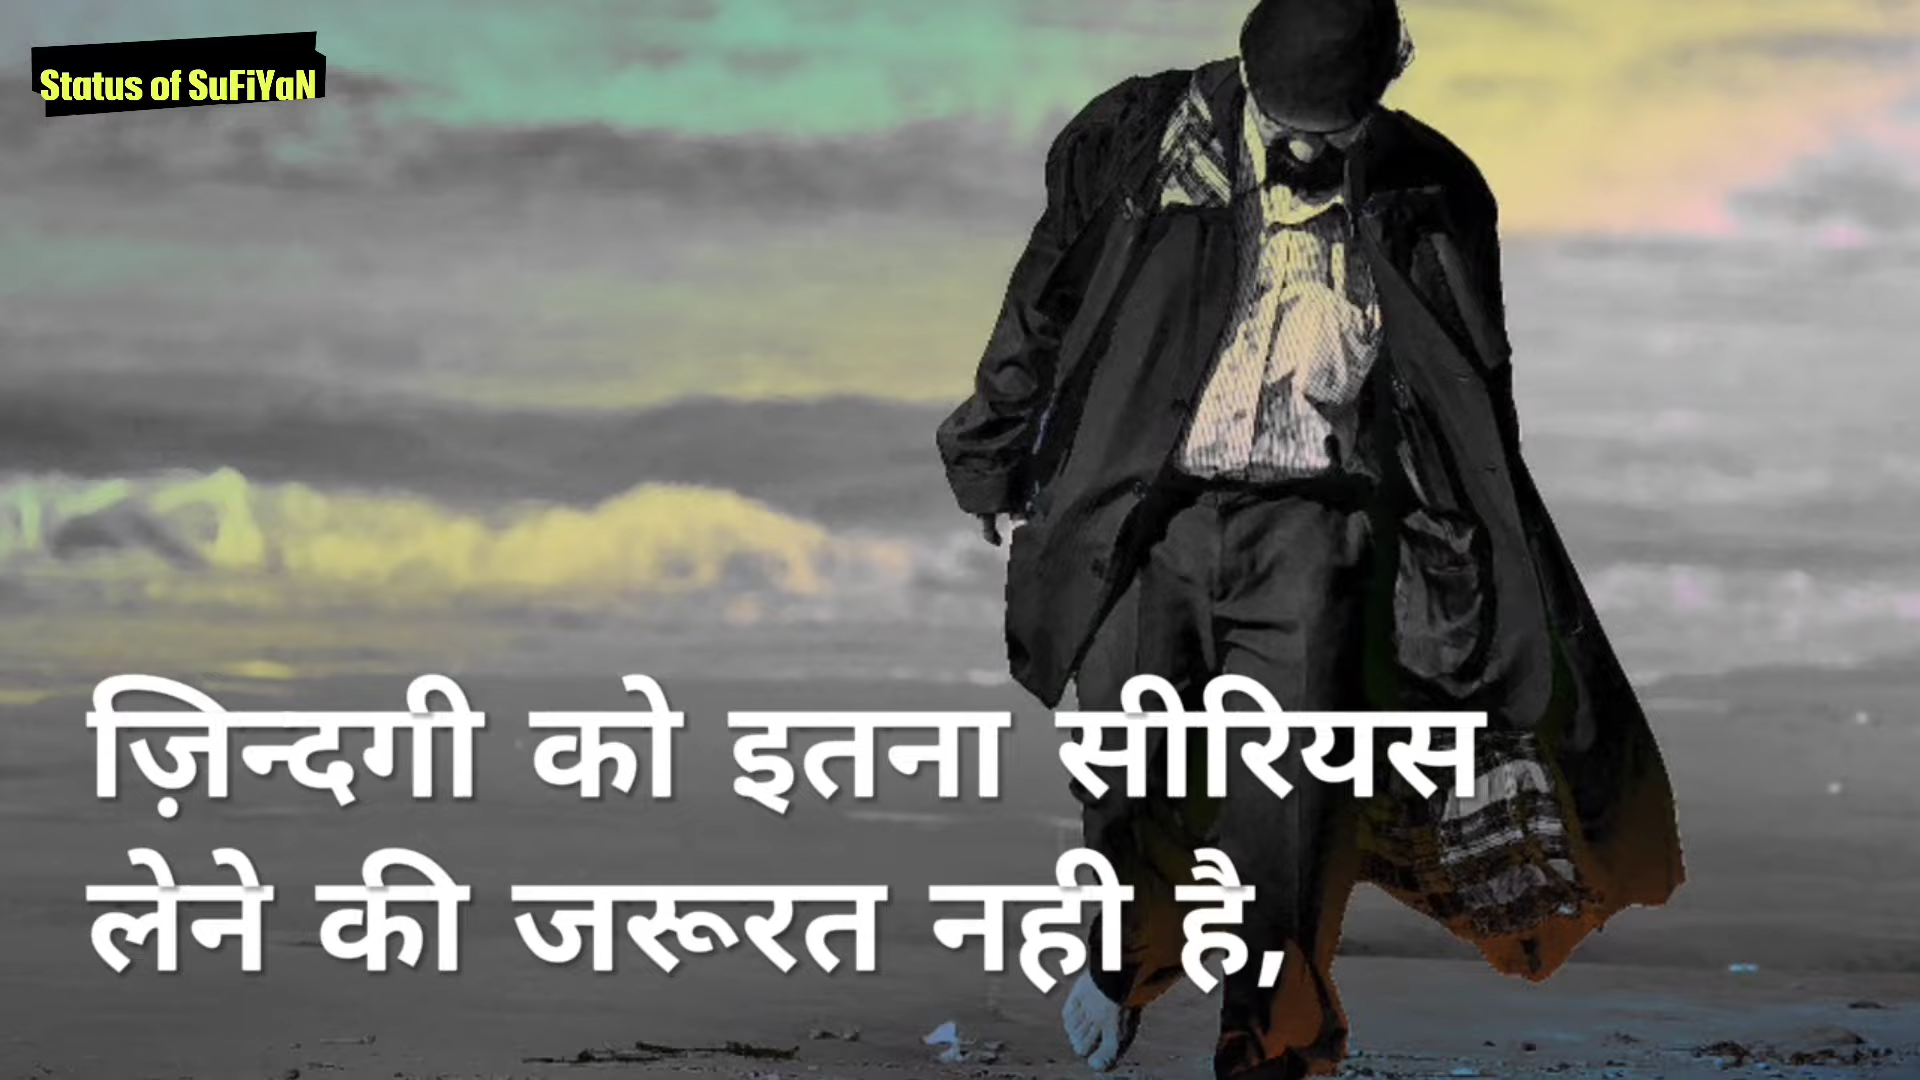 Status of SuFiYaN
ज़िन्दगी को इतना सीरियस
लेने की जरूरत नही है,